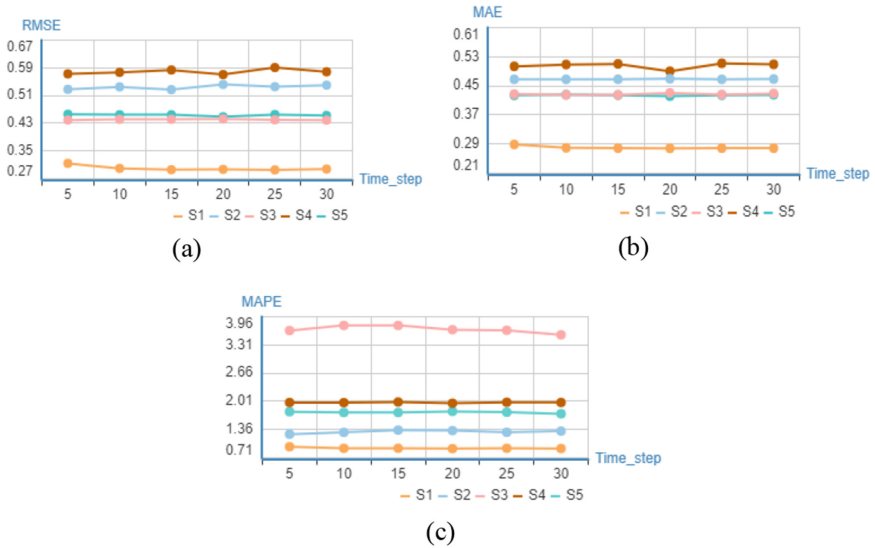 RMSE
0.67
0.59
0.51
0.43
0.35
0.27
5 10 15 20 25 30
Time_step
S1 S2 S3 S4 S5
(a)
MAE
0.61
0.53
0.45
0.37
0.29
0.21
5 10 15 20 25 30
Time_step
S1 S2 S3 S4 S5
(b)
MAPE
3.96
3.31
2.66
2.01
1.36
0.71
5 10 15 20 25 30
Time_step
S1 S2 S3 S4 S5
(c)